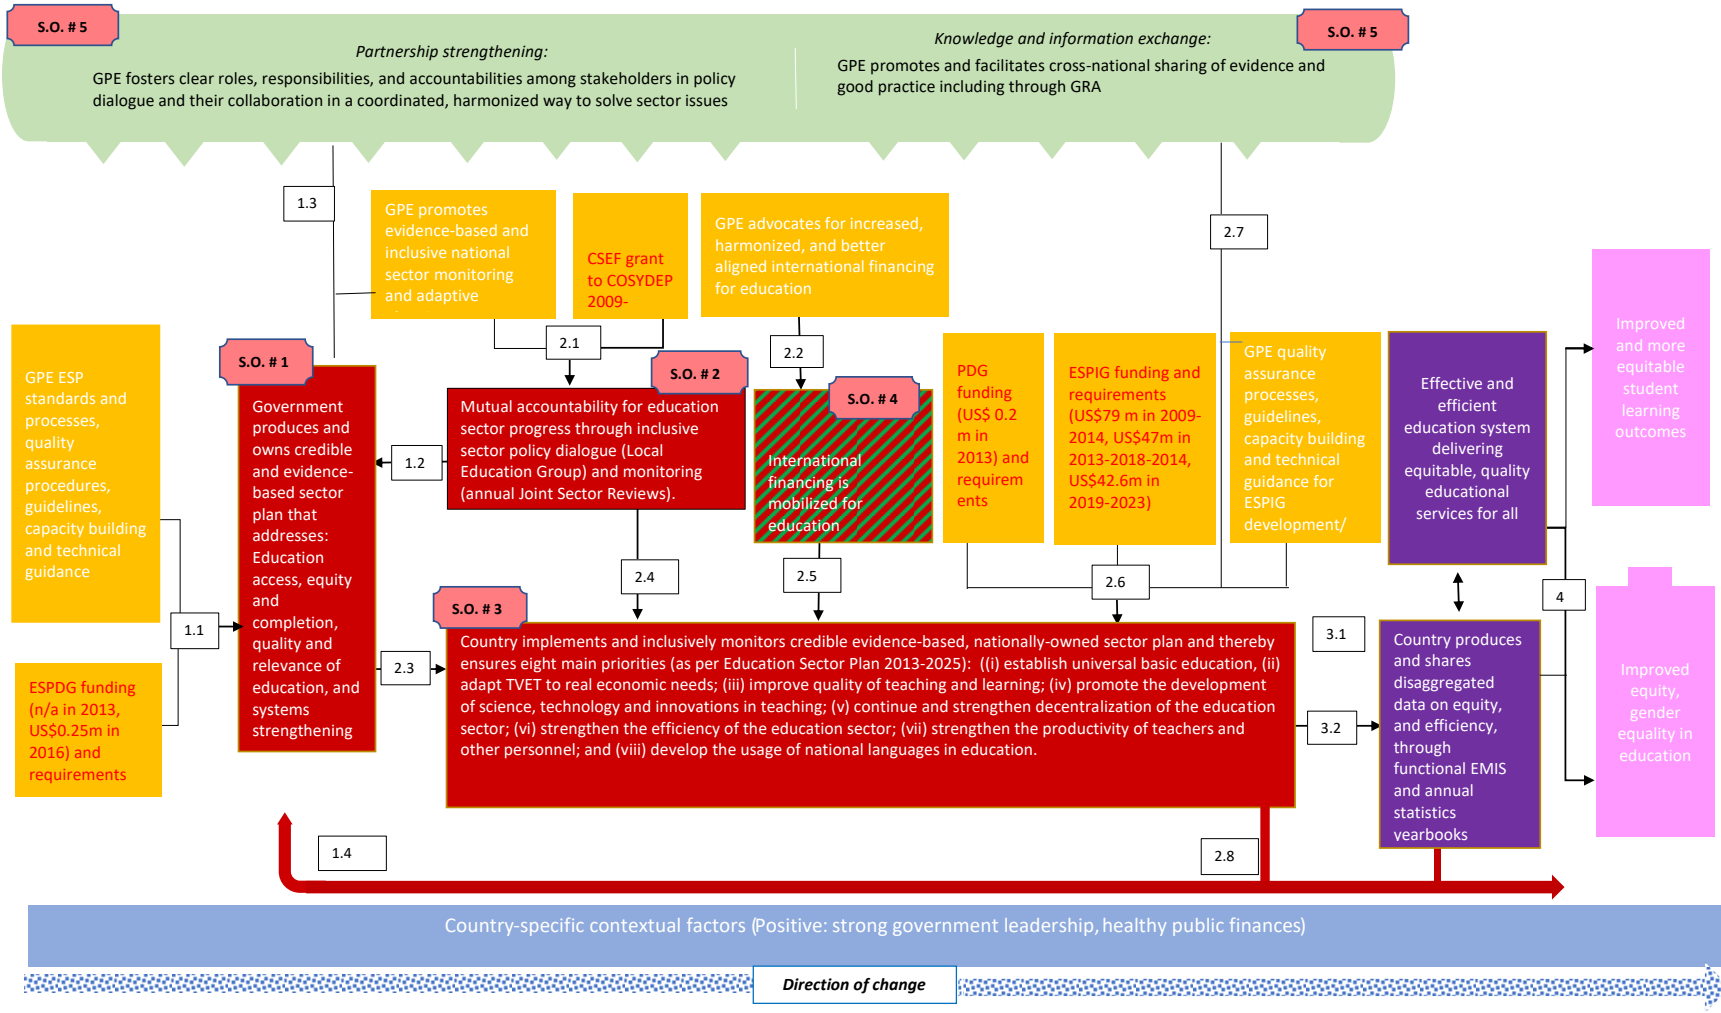 S.O. # 5
Partnership strengthening:
GPE fosters clear roles, responsibilities, and accountabilities among stakeholders in policy
dialogue and their collaboration in a coordinated, harmonized way to solve sector issues
Knowledge and information exchange:
GPE promotes and facilitates cross-national sharing of evidence and
good practice including through GRA
S.O. # 5
1.3
GPE promotes
evidence-based and
inclusive national
sector monitoring
and adaptive
CSEF grant
to COSYDEP
2009-
GPE advocates for increased,
harmonized, and better
aligned international financing
for education
2.7
2.1
2.2
GPE ESP
standards and
processes,
quality
assurance
procedures,
guidelines,
capacity building
and technical
guidance
ESPDG funding
(n/a in 2013,
US$0.25m in
2016) and
requirements
1.1
S.O. # 1
Government
produces and
owns credible
and evidence-
based sector
plan that
addresses:
Education
access, equity
and
completion,
quality and
relevance of
education, and
systems
strengthening
1.2
S.O. # 2
Mutual accountability for education
sector progress through inclusive
sector policy dialogue (Local
Education Group) and monitoring
(annual Joint Sector Reviews).
S.O. # 4
International
financing is
mobilized for
education
PDG
funding
(US$ 0.2
m in
2013) and
requirem
ents
ESPIG funding and
requirements
(US$79 m in 2009-
2014, US$47m in
2013-2018-2014,
US$42.6m in
2019-2023)
GPE quality
assurance
processes,
guidelines,
capacity building
and technical
guidance for
ESPIG
development/
2.4
2.5
2.6
2.3
S.O. # 3
Country implements and inclusively monitors credible evidence-based, nationally-owned sector plan and thereby
ensures eight main priorities (as per Education Sector Plan 2013-2025):  ((i) establish universal basic education, (ii)
adapt TVET to real economic needs; (iii) improve quality of teaching and learning; (iv) promote the development
of science, technology and innovations in teaching; (v) continue and strengthen decentralization of the education
sector; (vi) strengthen the efficiency of the education sector; (vii) strengthen the productivity of teachers and
other personnel; and (viii) develop the usage of national languages in education.
3.1
3.2
Effective and
efficient
education system
delivering
equitable, quality
educational
services for all
Country produces
and shares
disaggregated
data on equity,
and efficiency,
through
functional EMIS
and annual
statistics
yearbooks
4
Improved
and more
equitable
student
learning
outcomes
Improved
equity,
gender
equality in
education
1.4
2.8
Country-specific contextual factors (Positive: strong government leadership, healthy public finances)
Direction of change